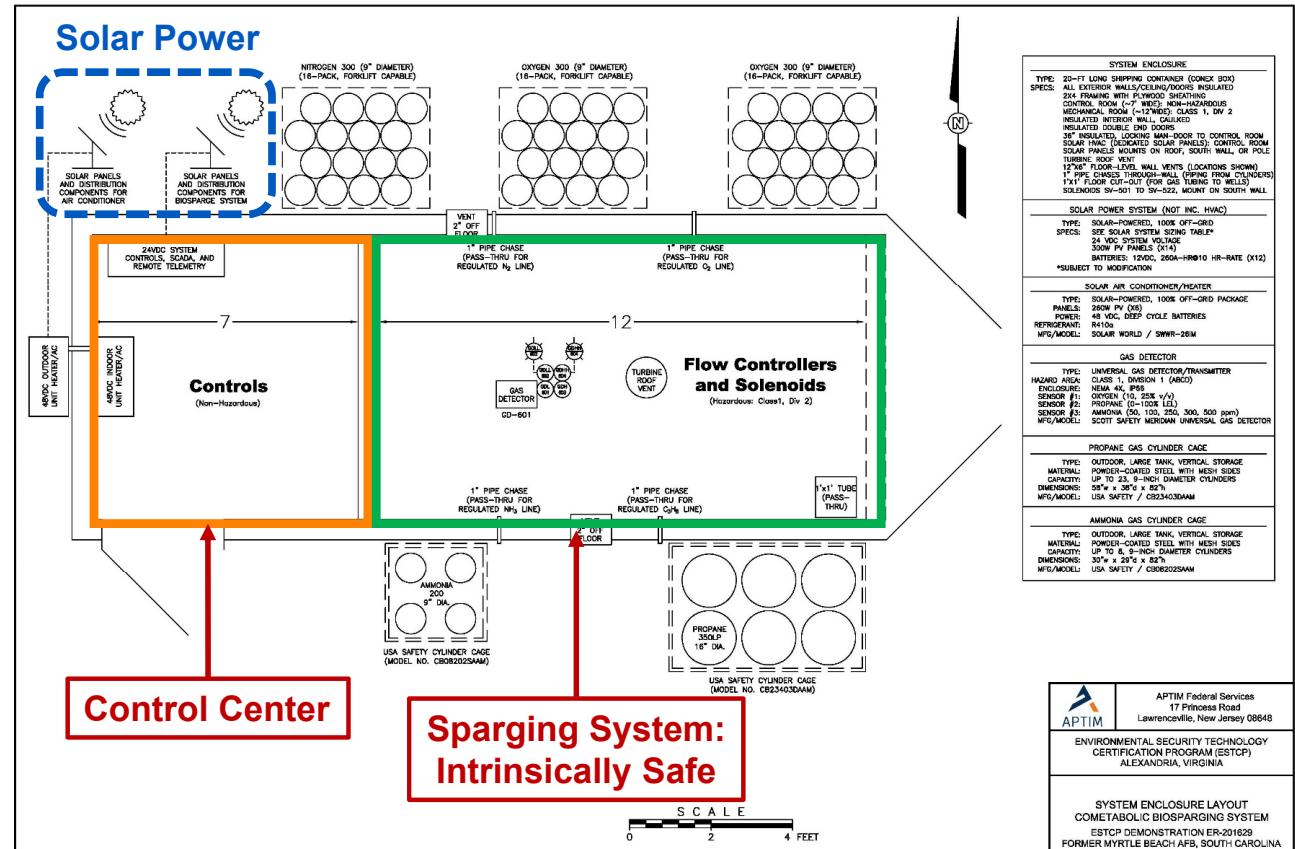 Solar Power
NITROGEN 300 (9" DIAMETER)
(16-PACK, FORKLIFT CAPABLE)
OXYGEN 300 (9" DIAMETER)
(16-PACK, FORKLIFT CAPABLE)
OXYGEN 300 (9" DIAMETER)
(16-PACK, FORKLIFT CAPABLE)
N
SOLAR PANELS
AND DISTRIBUTION
COMPONENTS FOR
AIR CONDITIONER
SOLAR PANELS
AND DISTRIBUTION
COMPONENTS FOR
BIOSPARGE SYSTEM
VENT
2" OFF
FLOOR
24VDC SYSTEM
CONTROLS, SCADA, AND
REMOTE TELEMETRY
1" PIPE CHASE
(PASS-THRU FOR
REGULATED N₂ LINE)
1" PIPE CHASE
(PASS-THRU FOR
REGULATED O₂ LINE)
7
12
48VDC OUTDOOR
UNIT HEATER/AC
48VDC INDOOR
UNIT HEATER/AC
Controls
(Non-Hazardous)
GAS
DETECTOR
GD-601
TURBINE
ROOF
VENT
Flow Controllers
and Solenoids
(Hazardous: Class1, Div 2)
1" PIPE CHASE
(PASS-THRU FOR
REGULATED NH₃ LINE)
1" PIPE CHASE
(PASS-THRU FOR
REGULATED C₃H₈ LINE)
1'x1' TUBE
(PASS-
THRU)
2" OFF
FLOOR
AMMONIA
200
9" DIA.
USA SAFETY CYLINDER CAGE
(MODEL NO. CB08202SAAM)
PROPANE
350LP
16" DIA.
USA SAFETY CYLINDER CAGE
(MODEL NO. CB23403DAAM)
Control Center
Sparging System:
Intrinsically Safe
SCALE
0 2 4 FEET
SYSTEM ENCLOSURE
TYPE: 20-FT LONG SHIPPING CONTAINER (CONEX BOX)
SPECS: ALL EXTERIOR WALLS/CEILING/DOORS INSULATED
2X4 FRAMING WITH PLYWOOD SHEATHING
CONTROL ROOM (~7' WIDE): NON-HAZARDOUS
MECHANICAL ROOM (~12'WIDE): CLASS 1, DIV 2
INSULATED INTERIOR WALL, CAULKED
INSULATED DOUBLE END DOORS
36" INSULATED, LOCKING MAN-DOOR TO CONTROL ROOM
SOLAR HVAC (DEDICATED SOLAR PANELS): CONTROL ROOM
SOLAR PANELS MOUNTS ON ROOF, SOUTH WALL, OR POLE
TURBINE ROOF VENT
12"X6" FLOOR-LEVEL WALL VENTS (LOCATIONS SHOWN)
1" PIPE CHASES THROUGH-WALL (PIPING FROM CYLINDERS)
1'X1' FLOOR CUT-OUT (FOR GAS TUBING TO WELLS)
SOLENOIDS SV-501 TO SV-522, MOUNT ON SOUTH WALL
SOLAR POWER SYSTEM (NOT INC. HVAC)
TYPE: SOLAR-POWERED, 100% OFF-GRID
SPECS: SEE SOLAR SYSTEM SIZING TABLE*
24 VDC SYSTEM VOLTAGE
300W PV PANELS (X14)
BATTERIES: 12VDC, 260A-HR@10 HR-RATE (X12)
*SUBJECT TO MODIFICATION
SOLAR AIR CONDITIONER/HEATER
TYPE: SOLAR-POWERED, 100% OFF-GRID PACKAGE
PANELS: 260W PV (X6)
POWER: 48 VDC, DEEP CYCLE BATTERIES
REFRIGERANT: R410a
MFG/MODEL: SOLAIR WORLD / SWWR-26IM
GAS DETECTOR
TYPE: UNIVERSAL GAS DETECTOR/TRANSMITTER
HAZARD AREA: CLASS 1, DIVISION 1 (ABCD)
ENCLOSURE: NEMA 4X, IP66
SENSOR #1: OXYGEN (10, 25% v/v)
SENSOR #2: PROPANE (0-100% LEL)
SENSOR #3: AMMONIA (50, 100, 250, 300, 500 ppm)
MFG/MODEL: SCOTT SAFETY MERIDIAN UNIVERSAL GAS DETECTOR
PROPANE GAS CYLINDER CAGE
TYPE: OUTDOOR, LARGE TANK, VERTICAL STORAGE
MATERIAL: POWDER-COATED STEEL WITH MESH SIDES
CAPACITY: UP TO 23, 9-INCH DIAMETER CYLINDERS
DIMENSIONS: 58"w x 38"d x 82"h
MFG/MODEL: USA SAFETY / CB23403DAAM
AMMONIA GAS CYLINDER CAGE
TYPE: OUTDOOR, LARGE TANK, VERTICAL STORAGE
MATERIAL: POWDER-COATED STEEL WITH MESH SIDES
CAPACITY: UP TO 8, 9-INCH DIAMETER CYLINDERS
DIMENSIONS: 30"w x 29"d x 82"h
MFG/MODEL: USA SAFETY / CB08202SAAM
APTIM
APTIM Federal Services
17 Princess Road
Lawrenceville, New Jersey 08648
ENVIRONMENTAL SECURITY TECHNOLOGY
CERTIFICATION PROGRAM (ESTCP)
ALEXANDRIA, VIRGINIA
SYSTEM ENCLOSURE LAYOUT
COMETABOLIC BIOSPARGING SYSTEM
ESTCP DEMONSTRATION ER-201629
FORMER MYRTLE BEACH AFB, SOUTH CAROLINA